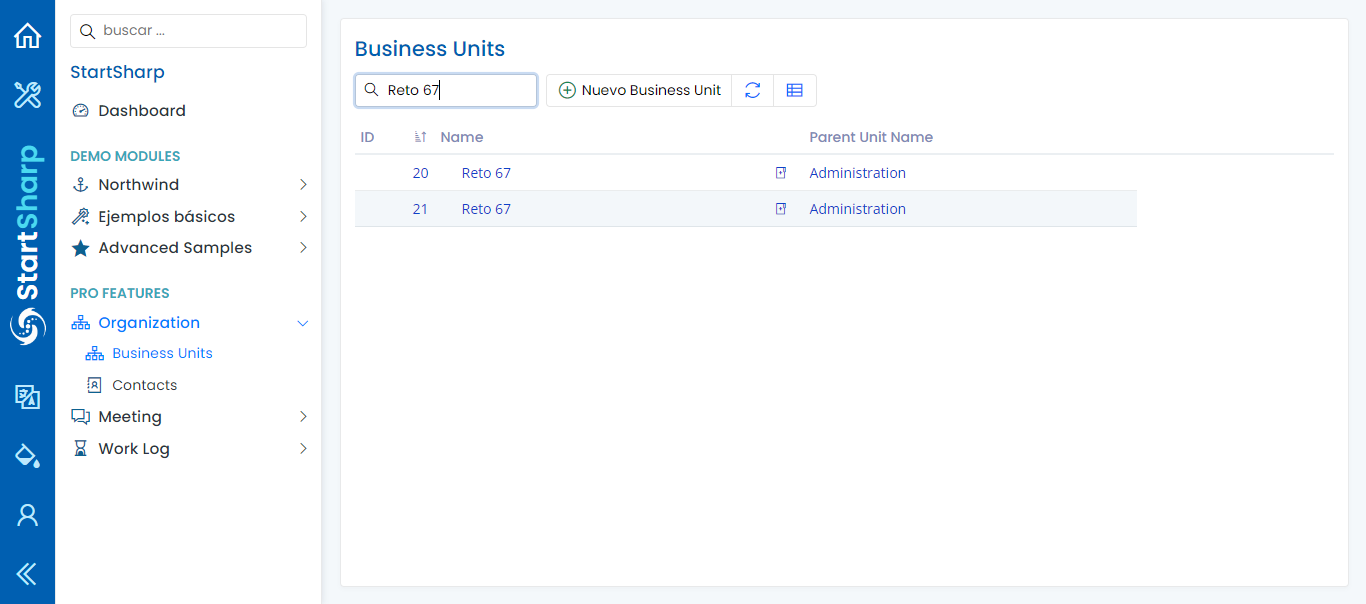 StartSharp
buscar ...
StartSharp
Dashboard
DEMO MODULES
Northwind
Ejemplos básicos
Advanced Samples
PRO FEATURES
Organization
Business Units
Contacts
Meeting
Work Log
Business Units
Reto 67
Nuevo Business Unit
ID Name Parent Unit Name
20 Reto 67 Administration
21 Reto 67 Administration